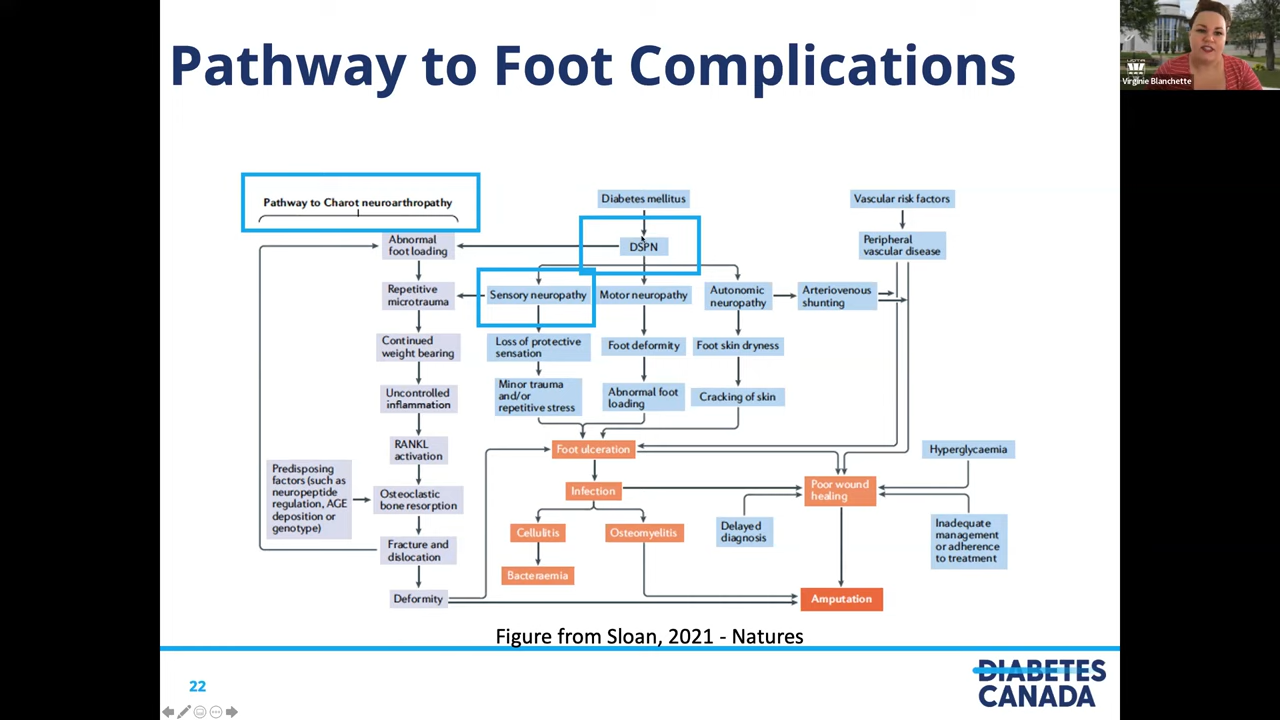 Pathway to Foot Complications
Virginie Blanchette
Pathway to Charot neuroarthropathy
Diabetes mellitus
Vascular risk factors
Abnormal
foot loading
DSPN
Peripheral
vascular disease
Repetitive
microtrauma
Sensory neuropathy
Motor neuropathy
Autonomic
neuropathy
Arteriovenous
shunting
Continued
weight bearing
Loss of protective
sensation
Foot deformity
Foot skin dryness
Uncontrolled
inflammation
Minor trauma
and/or
repetitive stress
Abnormal foot
loading
Cracking of skin
RANKL
activation
Foot ulceration
Hyperglycaemia
Predisposing
factors (such as
neuropeptide
regulation, AGE
deposition or
genotype)
Osteoclastic
bone resorption
Infection
Poor wound
healing
Fracture and
dislocation
Cellulitis
Osteomyelitis
Delayed
diagnosis
Inadequate
management
or adherence
to treatment
Bacteraemia
Deformity
Amputation
Figure from Sloan, 2021 - Natures
22
DIABETES
CANADA